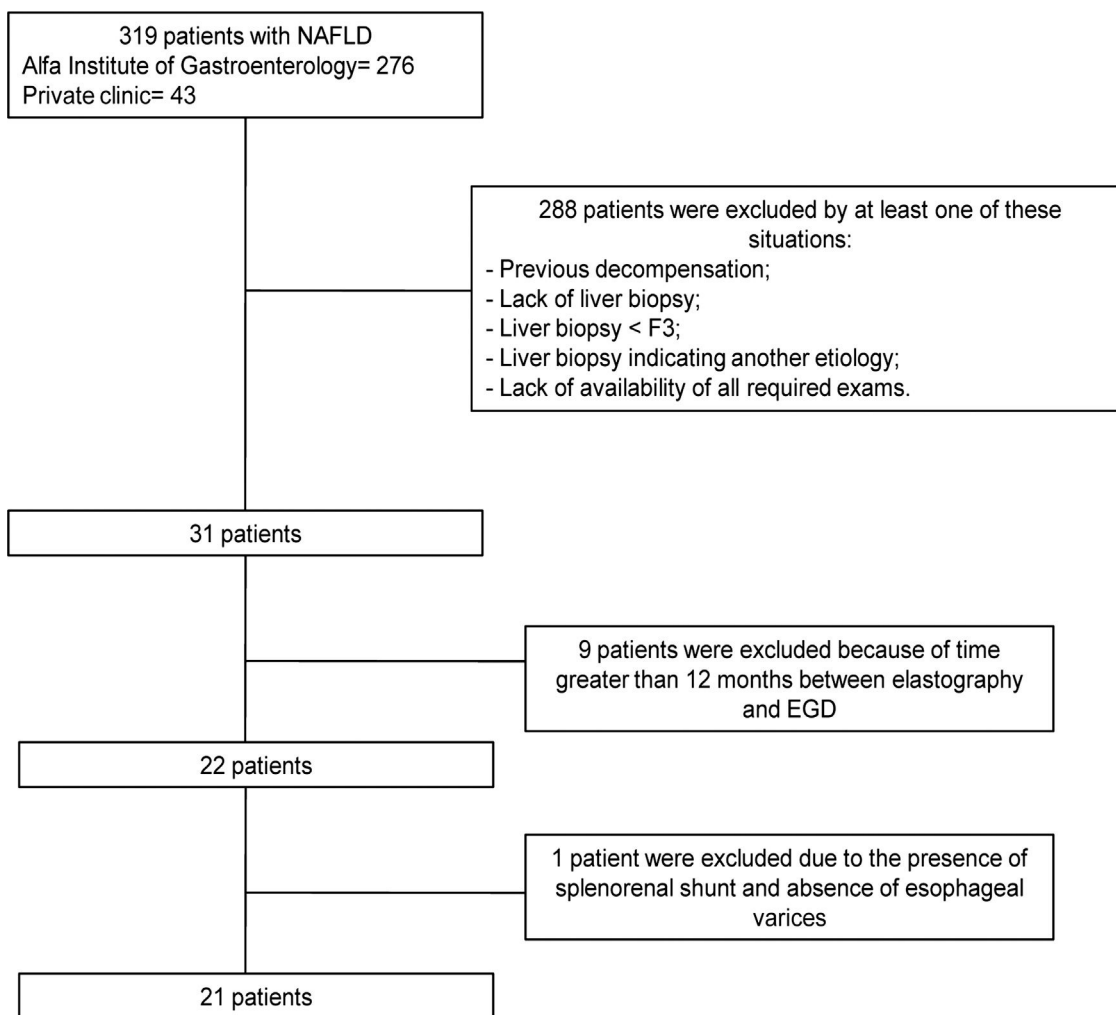 319 patients with NAFLD
Alfa Institute of Gastroenterology= 276
Private clinic= 43
288 patients were excluded by at least one of these
situations:
- Previous decompensation;
- Lack of liver biopsy;
- Liver biopsy < F3;
- Liver biopsy indicating another etiology;
- Lack of availability of all required exams.
31 patients
9 patients were excluded because of time
greater than 12 months between elastography
and EGD
22 patients
1 patient were excluded due to the presence of
splenorenal shunt and absence of esophageal
varices
21 patients